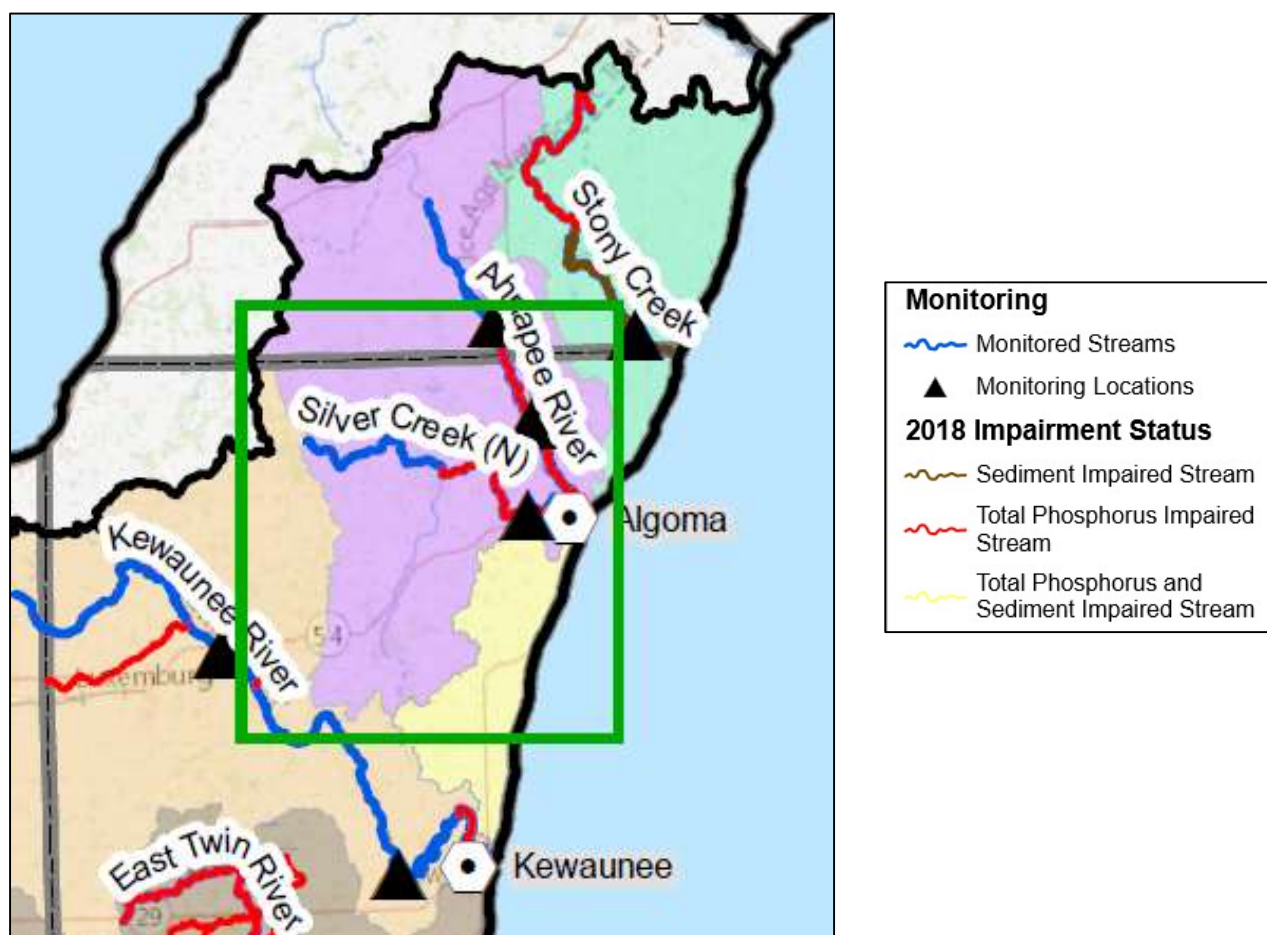 Stony Creek
Ahnapee River
Silver Creek (N)
Algoma
Kewaunee River
54
Kewaunee
East Twin River
29
Monitoring
Monitored Streams
Monitoring Locations
2018 Impairment Status
Sediment Impaired Stream
Total Phosphorus Impaired
Stream
Total Phosphorus and
Sediment Impaired Stream